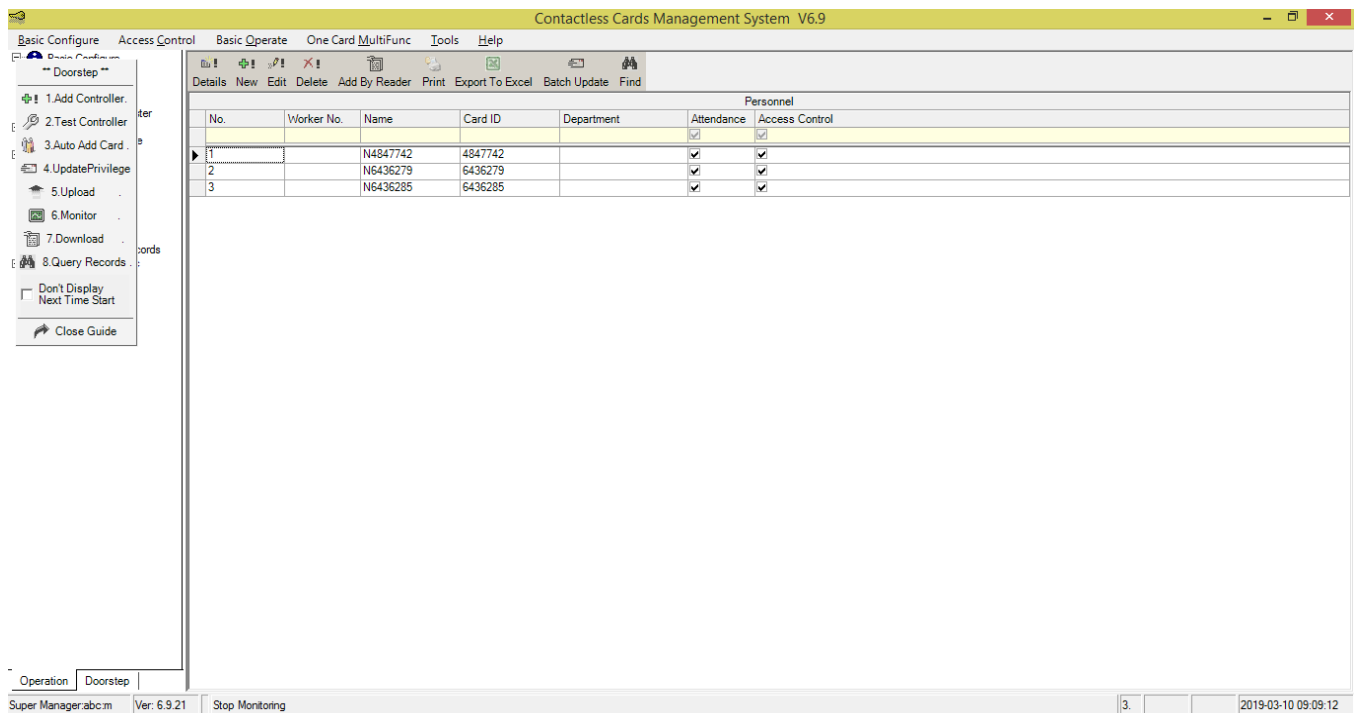 Contactless Cards Management System V6.9
Basic Configure Access Control Basic Operate One Card MultiFunc Tools Help
Basic Configure
** Doorstep **
1.Add Controller.
2.Test Controller
3.Auto Add Card .
4.UpdatePrivilege
5.Upload .
6.Monitor .
7.Download .
8.Query Records .
Don't Display
Next Time Start
Close Guide
Details New Edit Delete Add By Reader Print Export To Excel Batch Update Find
Personnel
No. Worker No. Name Card ID Department Attendance Access Control
1 N4847742 4847742
2 N6436279 6436279
3 N6436285 6436285
Operation Doorstep
Super Manager:abc:m Ver: 6.9.21 Stop Monitoring 3. 2019-03-10 09:09:12